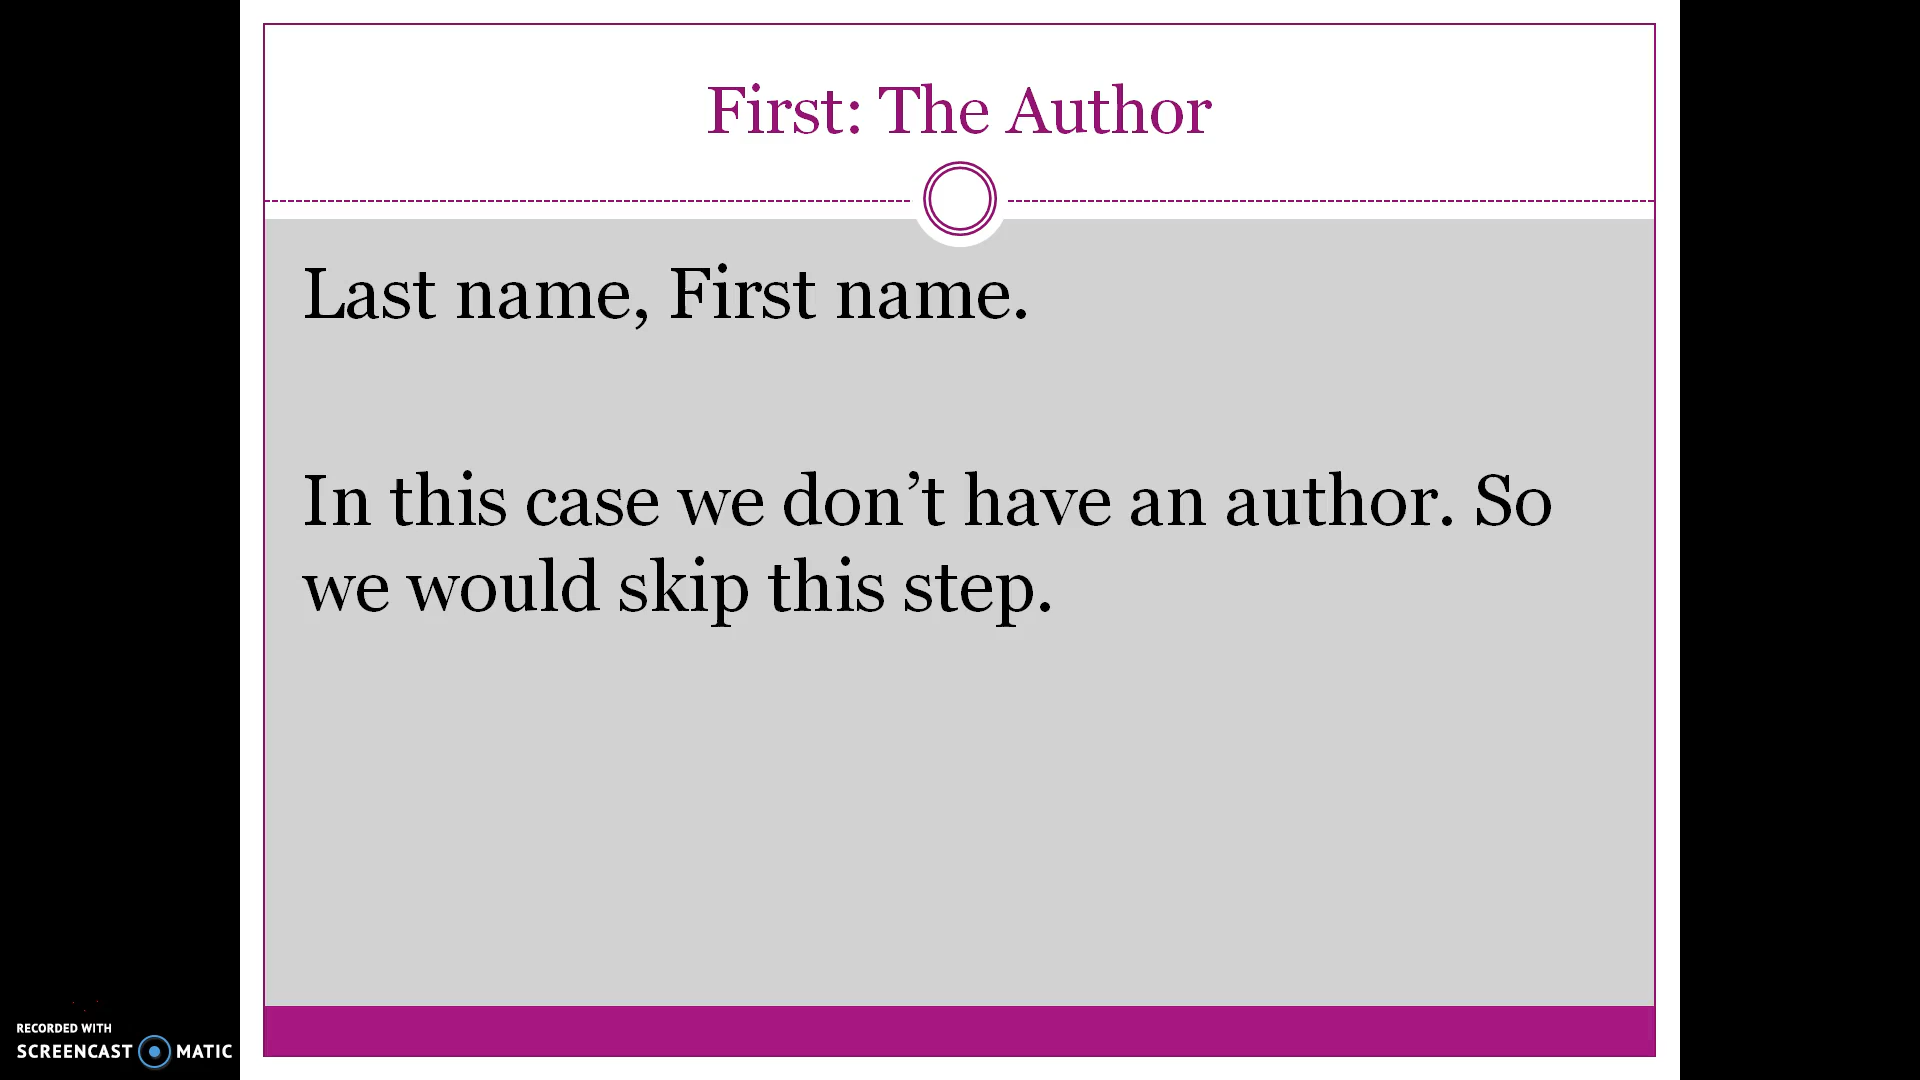 First: The Author
Last name, First name.
In this case we don’t have an author. So
we would skip this step.
RECORDED WITH
SCREENCAST MATIC